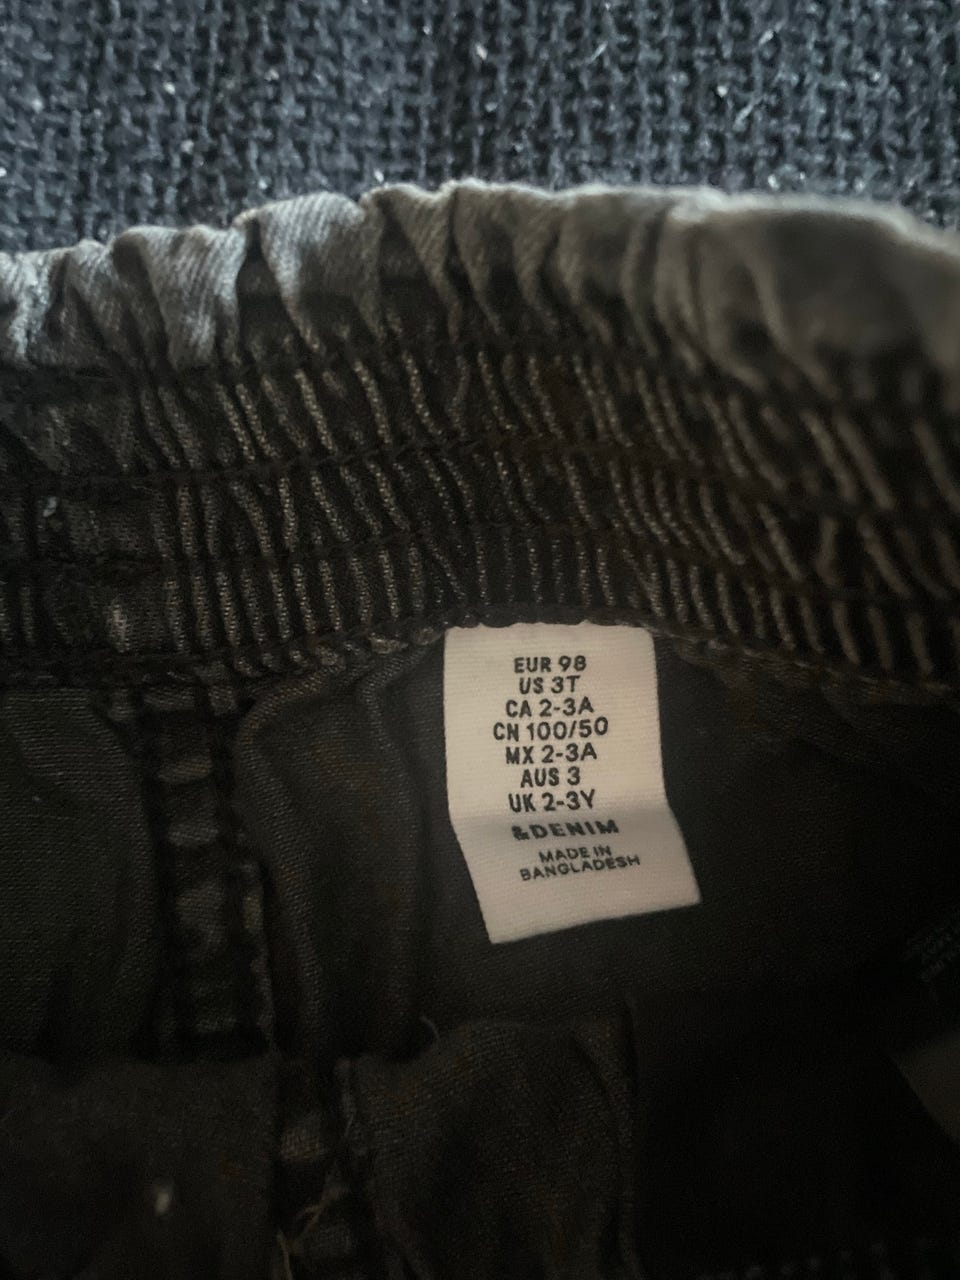 EUR 98
US 3T
CA 2-3A
CN 100/50
MX 2-3A
AUS 3
UK 2-3Y
&DENIM
MADE IN
BANGLADESH